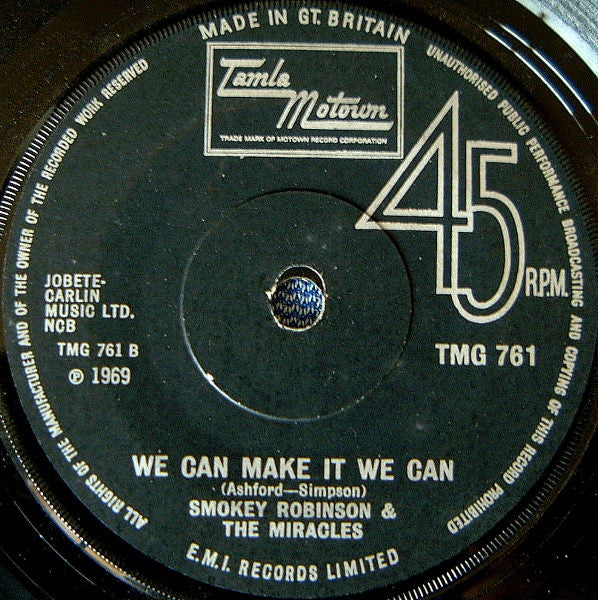 MADE IN GT. BRITAIN
UNAUTHORISED PUBLIC PERFORMANCE BROADCASTING AND COPYING OF THIS RECORD PROHIBITED
ALL RIGHTS OF THE MANUFACTURER AND OF THE OWNER OF THE RECORDED WORK RESERVED
Tamla
Motown
TRADE MARK OF MOTOWN RECORD CORPORATION
45
R.P.M.
JOBETE-
CARLIN
MUSIC LTD.
NCB
TMG 761 B
℗ 1969
TMG 761
WE CAN MAKE IT WE CAN
(Ashford—Simpson)
SMOKEY ROBINSON &
THE MIRACLES
E.M.I. RECORDS LIMITED